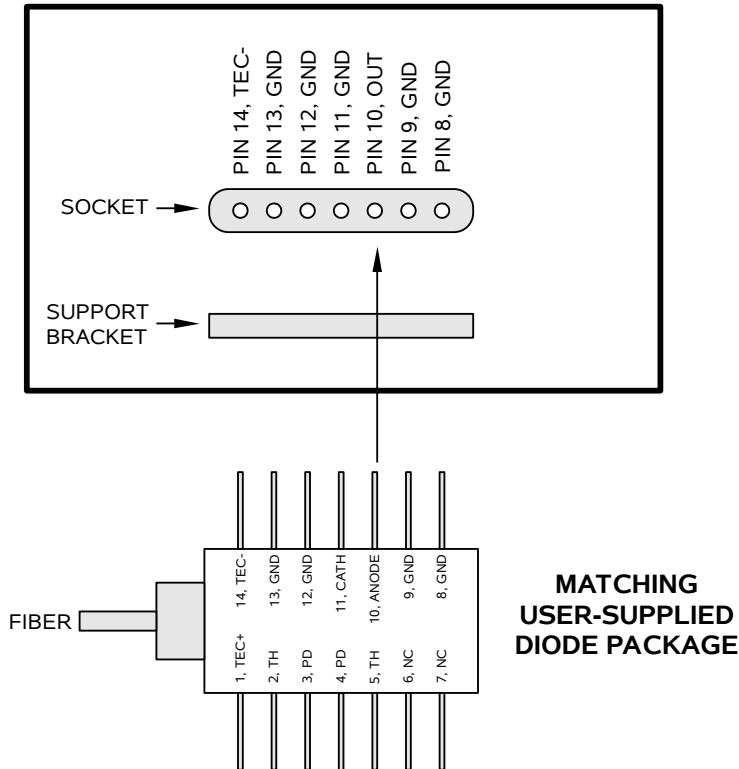 PIN 14, TEC-
PIN 13, GND
PIN 12, GND
PIN 11, GND
PIN 10, OUT
PIN 9, GND
PIN 8, GND
SOCKET
SUPPORT
BRACKET
14, TEC-
13, GND
12, GND
11, CATH
10, ANODE
9, GND
8, GND
FIBER
1, TEC+
2, TH
3, PD
4, PD
5, TH
6, NC
7, NC
MATCHING
USER-SUPPLIED
DIODE PACKAGE